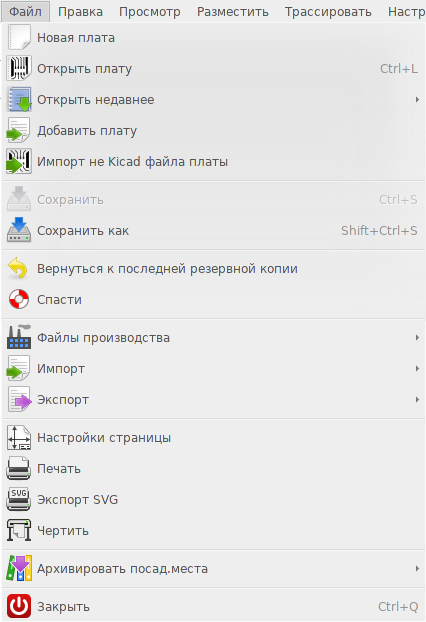 Файл Правка Просмотр Разместить Трассировать Настр
Новая плата
Открыть плату Ctrl+L
Открыть недавнее
Добавить плату
Импорт не Kicad файла платы
Сохранить Ctrl+S
Сохранить как Shift+Ctrl+S
Вернуться к последней резервной копии
Спасти
Файлы производства
Импорт
Экспорт
Настройки страницы
Печать
SVG Экспорт SVG
Чертить
Архивировать посад.места
Закрыть Ctrl+Q